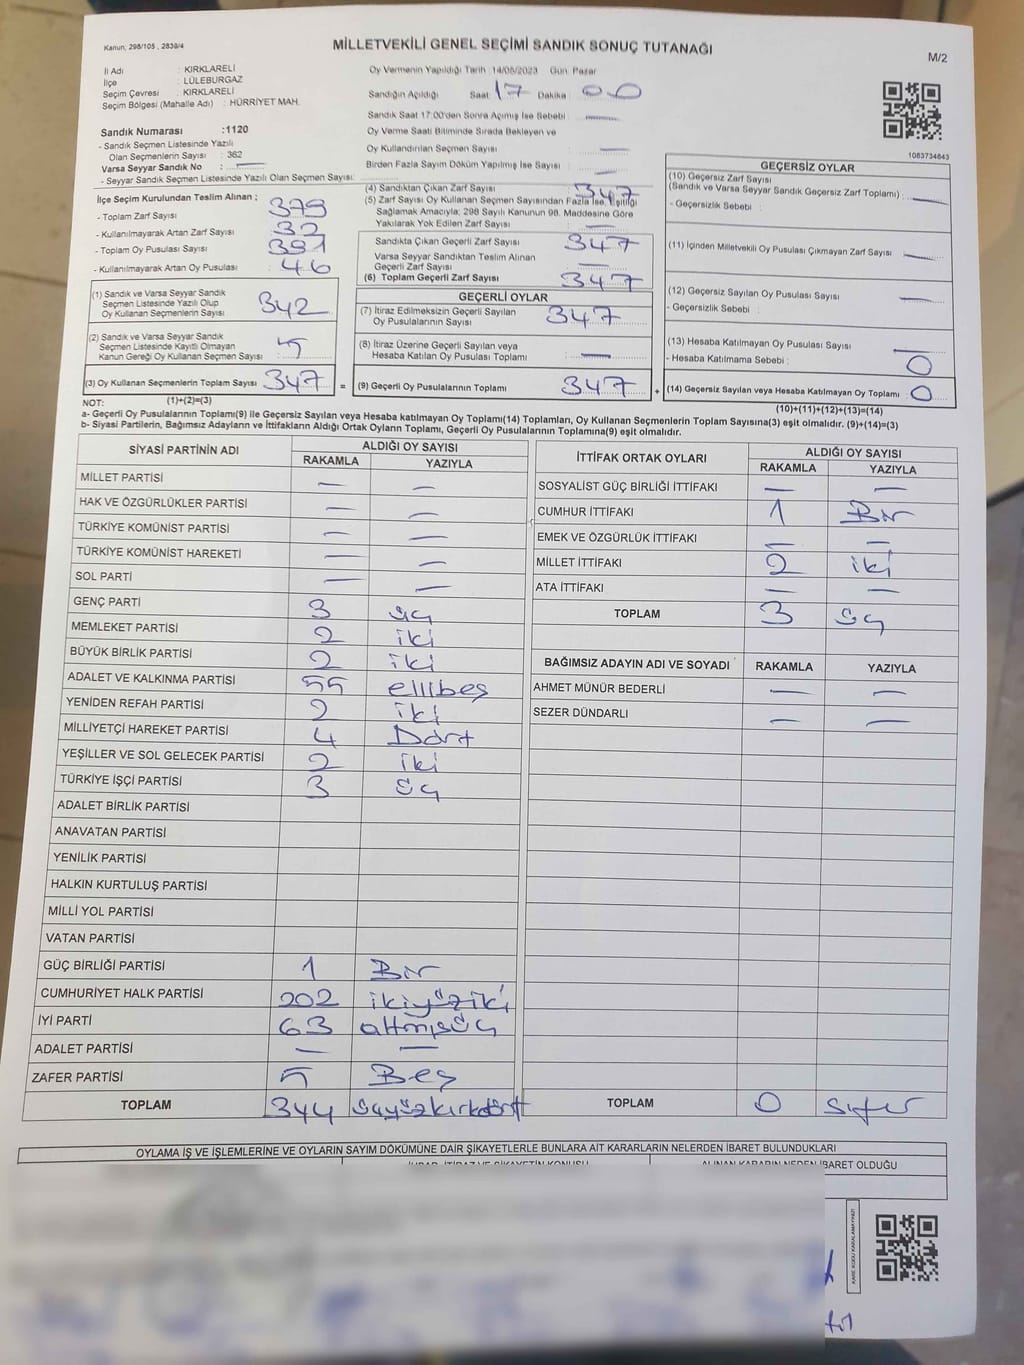 Kanun, 298/105 , 2839/4
MİLLETVEKİLİ GENEL SEÇİMİ SANDIK SONUÇ TUTANAĞI
M/2
İl Adı : KIRKLARELİ
İlçe : LÜLEBURGAZ
Seçim Çevresi : KIRKLARELİ
Seçim Bölgesi (Mahalle Adı) : HÜRRİYET MAH.
Sandık Numarası :1120
- Sandık Seçmen Listesinde Yazılı
Olan Seçmenlerin Sayısı : 362
Varsa Seyyar Sandık No : —
- Seyyar Sandık Seçmen Listesinde Yazılı Olan Seçmen Sayısı:
Oy Vermenin Yapıldığı Tarih :14/05/2023 Gün: Pazar
Sandığın Açıldığı Saat 17 Dakika : 00
Sandık Saat 17:00'den Sonra Açımış İse Sebebi : —
Oy Verme Saati Bitiminde Sırada Bekleyen ve
Oy Kullandırılan Seçmen Sayısı : —
Birden Fazla Sayım Döküm Yapılmış İse Sayısı : —
1083734843
İlçe Seçim Kurulundan Teslim Alınan ;
- Toplam Zarf Sayısı : 379
- Kullanılmayarak Artan Zarf Sayısı : 32
- Toplam Oy Pusulası Sayısı : 391
- Kullanılmayarak Artan Oy Pusulası : 46
(1) Sandık ve Varsa Seyyar Sandık
Seçmen Listesinde Yazılı Olup
Oy Kullanan Seçmenlerin Sayısı : 342
(2) Sandık ve Varsa Seyyar Sandık
Seçmen Listesinde Kayıtlı Olmayan
Kanun Gereği Oy Kullanan Seçmen Sayısı : 5
(3) Oy Kullanan Seçmenlerin Toplam Sayısı : 347 =
(1)+(2)=(3)
(4) Sandıktan Çıkan Zarf Sayısı : 347
(5) Zarf Sayısı Oy Kullanan Seçmen Sayısından Fazla İse, Eşitliği
Sağlamak Amacıyla; 298 Sayılı Kanunun 98. Maddesine Göre
Yakılarak Yok Edilen Zarf Sayısı : —
Sandıkta Çıkan Geçerli Zarf Sayısı : 347
Varsa Seyyar Sandıktan Teslim Alınan
Geçerli Zarf Sayısı : —
(6) Toplam Geçerli Zarf Sayısı : 347
GEÇERLİ OYLAR
(7) İtiraz Edilmeksizin Geçerli Sayılan
Oy Pusulalarının Sayısı : 347
(8) İtiraz Üzerine Geçerli Sayılan veya
Hesaba Katılan Oy Pusulası Toplamı : —
(9) Geçerli Oy Pusulalarının Toplamı : 347 +
GEÇERSİZ OYLAR
(10) Geçersiz Zarf Sayısı
(Sandık ve Varsa Seyyar Sandık Geçersiz Zarf Toplamı) : —
- Geçersizlik Sebebi :
(11) İçinden Milletvekili Oy Pusulası Çıkmayan Zarf Sayısı : —
(12) Geçersiz Sayılan Oy Pusulası Sayısı : —
- Geçersizlik Sebebi :
(13) Hesaba Katılmayan Oy Pusulası Sayısı : 0
- Hesaba Katılmama Sebebi :
(14) Geçersiz Sayılan veya Hesaba Katılmayan Oy Toplamı : 0
(10)+(11)+(12)+(13)=(14)
NOT:
a- Geçerli Oy Pusulalarının Toplamı(9) ile Geçersiz Sayılan veya Hesaba katılmayan Oy Toplamı(14) Toplamları, Oy Kullanan Seçmenlerin Toplam Sayısına(3) eşit olmalıdır. (9)+(14)=(3)
b- Siyasi Partilerin, Bağımsız Adayların ve İttifakların Aldığı Ortak Oyların Toplamı, Geçerli Oy Pusulalarının Toplamına(9) eşit olmalıdır.
SİYASİ PARTİNİN ADI ALDIĞI OY SAYISI
RAKAMLA YAZIYLA
MİLLET PARTİSİ — —
HAK VE ÖZGÜRLÜKLER PARTİSİ — —
TÜRKİYE KOMÜNİST PARTİSİ — —
TÜRKİYE KOMÜNİST HAREKETİ — —
SOL PARTİ — —
GENÇ PARTİ 3 üç
MEMLEKET PARTİSİ 2 iki
BÜYÜK BİRLİK PARTİSİ 2 iki
ADALET VE KALKINMA PARTİSİ 55 ellibeş
YENİDEN REFAH PARTİSİ 2 iki
MİLLİYETÇİ HAREKET PARTİSİ 4 Dört
YEŞİLLER VE SOL GELECEK PARTİSİ 2 iki
TÜRKİYE İŞÇİ PARTİSİ 3 üç
ADALET BİRLİK PARTİSİ
ANAVATAN PARTİSİ
YENİLİK PARTİSİ
HALKIN KURTULUŞ PARTİSİ
MİLLİ YOL PARTİSİ
VATAN PARTİSİ
GÜÇ BİRLİĞİ PARTİSİ 1 Bir
CUMHURİYET HALK PARTİSİ 202 ikiyüziki
İYİ PARTİ 63 altmışüç
ADALET PARTİSİ — —
ZAFER PARTİSİ 5 Beş
TOPLAM 344 üçyüzkırkdört
İTTİFAK ORTAK OYLARI ALDIĞI OY SAYISI
RAKAMLA YAZIYLA
SOSYALİST GÜÇ BİRLİĞİ İTTİFAKI — —
CUMHUR İTTİFAKI 1 Bir
EMEK VE ÖZGÜRLÜK İTTİFAKI — —
MİLLET İTTİFAKI 2 iki
ATA İTTİFAKI — —
TOPLAM 3 üç
BAĞIMSIZ ADAYIN ADI VE SOYADI RAKAMLA YAZIYLA
AHMET MÜNÜR BEDERLİ — —
SEZER DÜNDARLI — —
TOPLAM 0 sıfır
OYLAMA İŞ VE İŞLEMLERİNE VE OYLARIN SAYIM DÖKÜMÜNE DAİR ŞİKAYETLERLE BUNLARA AİT KARARLARIN NELERDEN İBARET BULUNDUKLARI
ALINAN KARARIN NEDEN İBARET OLDUĞU